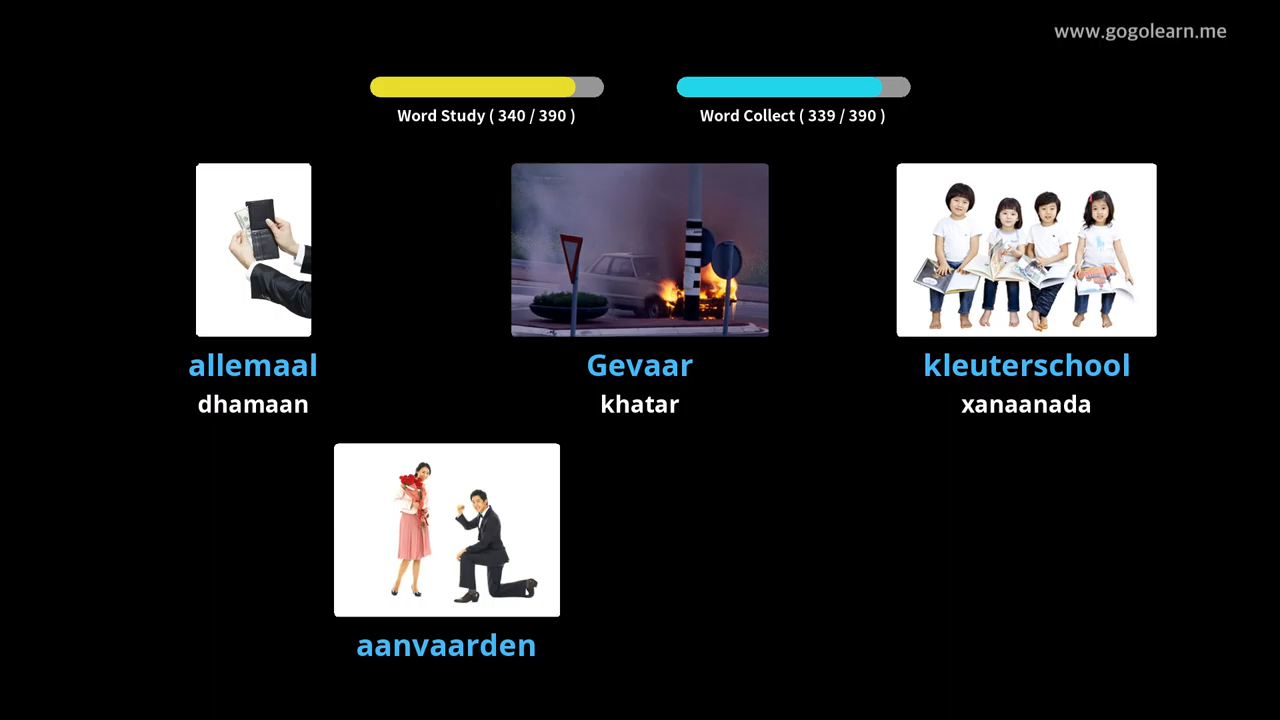 www.gogolearn.me
Word Study ( 340 / 390 )
Word Collect ( 339 / 390 )
allemaal
Gevaar
kleuterschool
dhamaan
khatar
xanaanada
aanvaarden